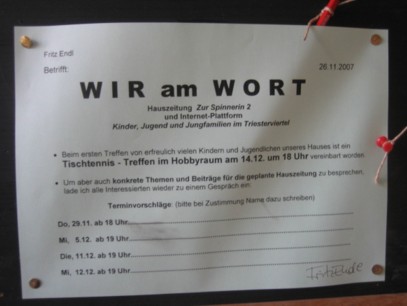 Fritz Endl
Betrifft: 26.11.2007
WIR am WORT
Hauszeitung Zur Spinnerin 2
und Internet-Plattform
Kinder, Jugend und Jungfamilien im Triesterviertel
• Beim ersten Treffen von erfreulich vielen Kindern und Jugendlichen unseres Hauses ist ein
Tischtennis - Treffen im Hobbyraum am 14.12. um 18 Uhr vereinbart worden.
• Um aber auch konkrete Themen und Beiträge für die geplante Hauszeitung zu besprechen,
lade ich alle Interessierten wieder zu einem Gespräch ein.
Terminvorschläge: (bitte bei Zustimmung Name dazu schreiben)
Do, 29.11. ab 18 Uhr
Mi, 5.12. ab 19 Uhr
Die, 11.12. ab 19 Uhr
Mi, 12.12. ab 19 Uhr